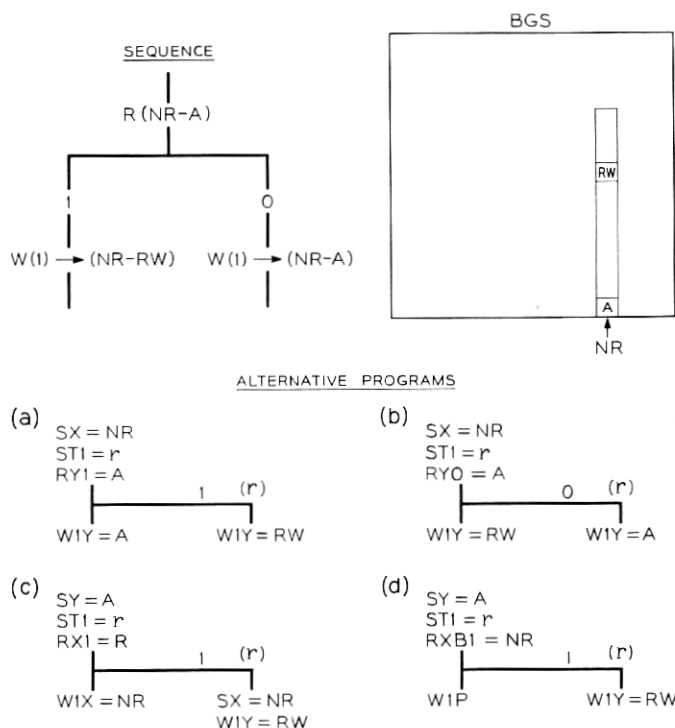 SEQUENCE
R (NR-A)
1
0
W(1) → (NR-RW)
W(1) → (NR-A)
BGS
RW
A
NR
ALTERNATIVE PROGRAMS
(a)
SX = NR
ST1 = r
RY1 = A
1 (r)
W1Y = A
W1Y = RW
(b)
SX = NR
ST1 = r
RYO = A
0 (r)
W1Y = RW
W1Y = A
(c)
SY = A
ST1 = r
RX1 = R
1 (r)
W1X = NR
SX = NR
W1Y = RW
(d)
SY = A
ST1 = r
RXB1 = NR
1 (r)
W1P
W1Y = RW